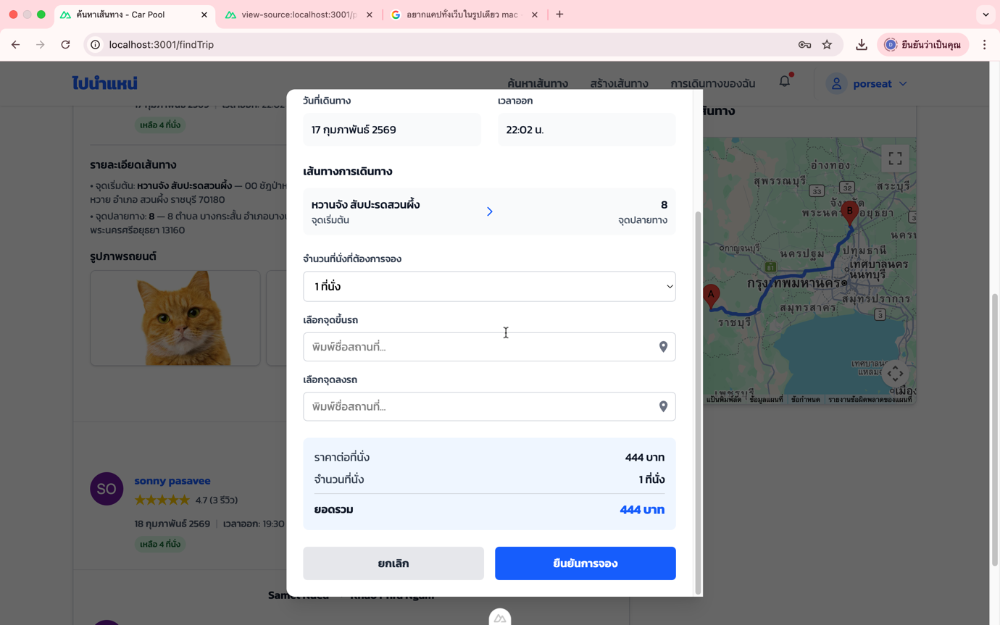 ค้นหาเส้นทาง - Car Pool
view-source:localhost:3001/p
อยากแคปทั้งเว็บในรูปเดียว mac -
localhost:3001/findTrip
ยืนยันว่าเป็นคุณ
ไปนำแหน่
ค้นหาเส้นทาง
สร้างเส้นทาง
การเดินทางของฉัน
porseat
เหลือ 4 ที่นั่ง
รายละเอียดเส้นทาง
• จุดเริ่มต้น: หวานจัง สับปะรดสวนผึ้ง — 00 ชัฏป่าห
หวาย อำเภอ สวนผึ้ง ราชบุรี 70180
• จุดปลายทาง: 8 — 8 ตำบล บางกระสั้น อำเภอบางป
พระนครศรีอยุธยา 13160
รูปภาพรถยนต์
SO
sonny pasavee
4.7 (3 รีวิว)
18 กุมภาพันธ์ 2569 | เวลาออก: 19:30
เหลือ 4 ที่นั่ง
วันที่เดินทาง
เวลาออก
17 กุมภาพันธ์ 2569
22:02 น.
เส้นทางการเดินทาง
หวานจัง สับปะรดสวนผึ้ง
8
จุดเริ่มต้น
จุดปลายทาง
จำนวนที่นั่งที่ต้องการจอง
1 ที่นั่ง
เลือกจุดขึ้นรถ
พิมพ์ชื่อสถานที่...
เลือกจุดลงรถ
พิมพ์ชื่อสถานที่...
ราคาต่อที่นั่ง
444 บาท
จำนวนที่นั่ง
1 ที่นั่ง
ยอดรวม
444 บาท
ยกเลิก
ยืนยันการจอง
ส้นทาง
อ่างทอง
สุพรรณบุรี
33
32
สระบุรี
B
พระนครศรีอยุธยา
กาญจนบุรี
นครปฐม
ปทุมธานี
81
เทศบาลนคร
นนทบุรี
กรุงเทพมหานคร
A
สมุทรปราการ
สมุทรสาคร
3
ราชบุรี
เพชรบุรี
แป้นพิมพ์ลัด
ข้อมูลแผนที่
ข้อกำหนด
รายงานข้อผิดพลาดของแผนที่